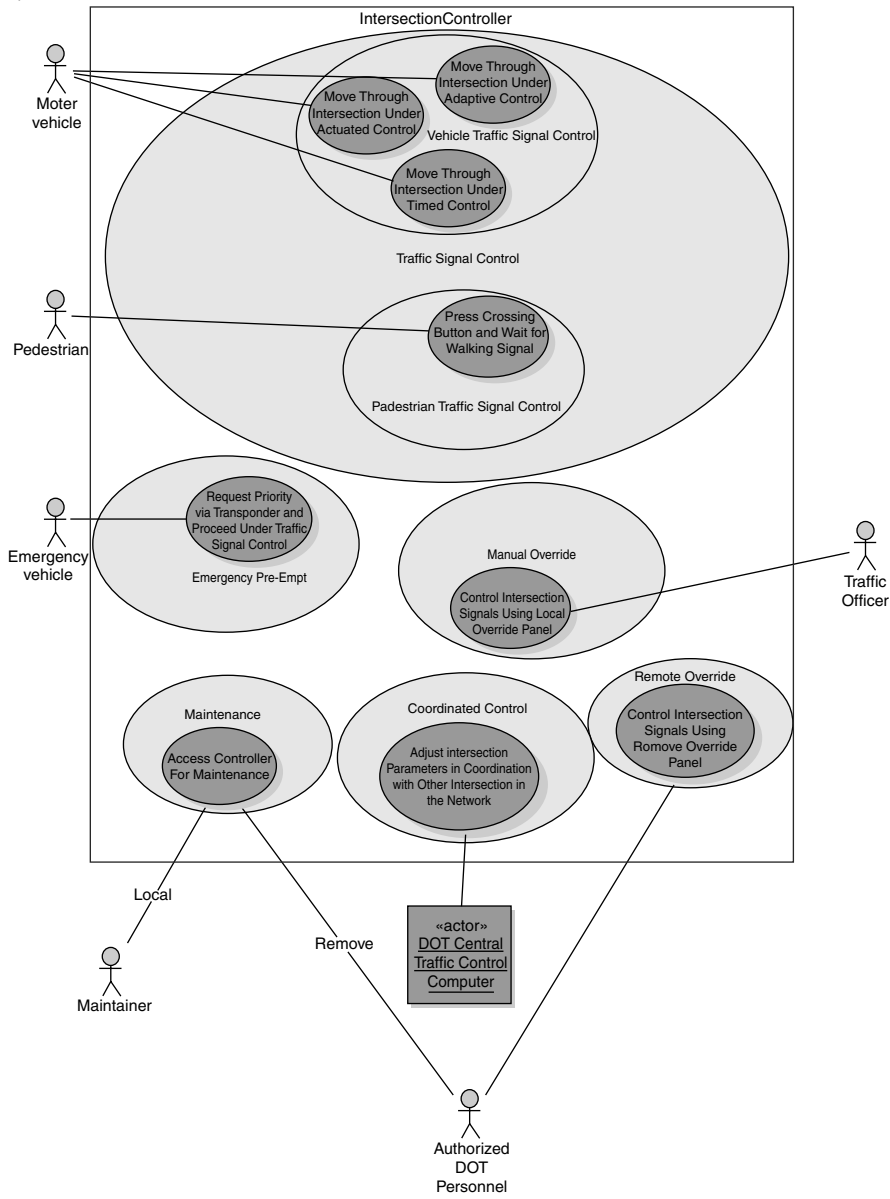 IntersectionController
Moter
vehicle
Move Through
Intersection Under
Adaptive Control
Move Through
Intersection Under
Actuated Control
Vehicle Traffic Signal Control
Move Through
Intersection Under
Timed Control
Traffic Signal Control
Pedestrian
Press Crossing
Button and Wait for
Walking Signal
Padestrian Traffic Signal Control
Emergency
vehicle
Request Priority
via Transponder and
Proceed Under Traffic
Signal Control
Emergency Pre-Empt
Manual Override
Control Intersection
Signals Using Local
Override Panel
Traffic
Officer
Maintenance
Access Controller
For Maintenance
Coordinated Control
Adjust intersection
Parameters in Coordination
with Other Intersection in
the Network
Remote Override
Control Intersection
Signals Using
Romove Override
Panel
Local
Remove
Maintainer
«actor»
DOT Central
Traffic Control
Computer
Authorized
DOT
Personnel